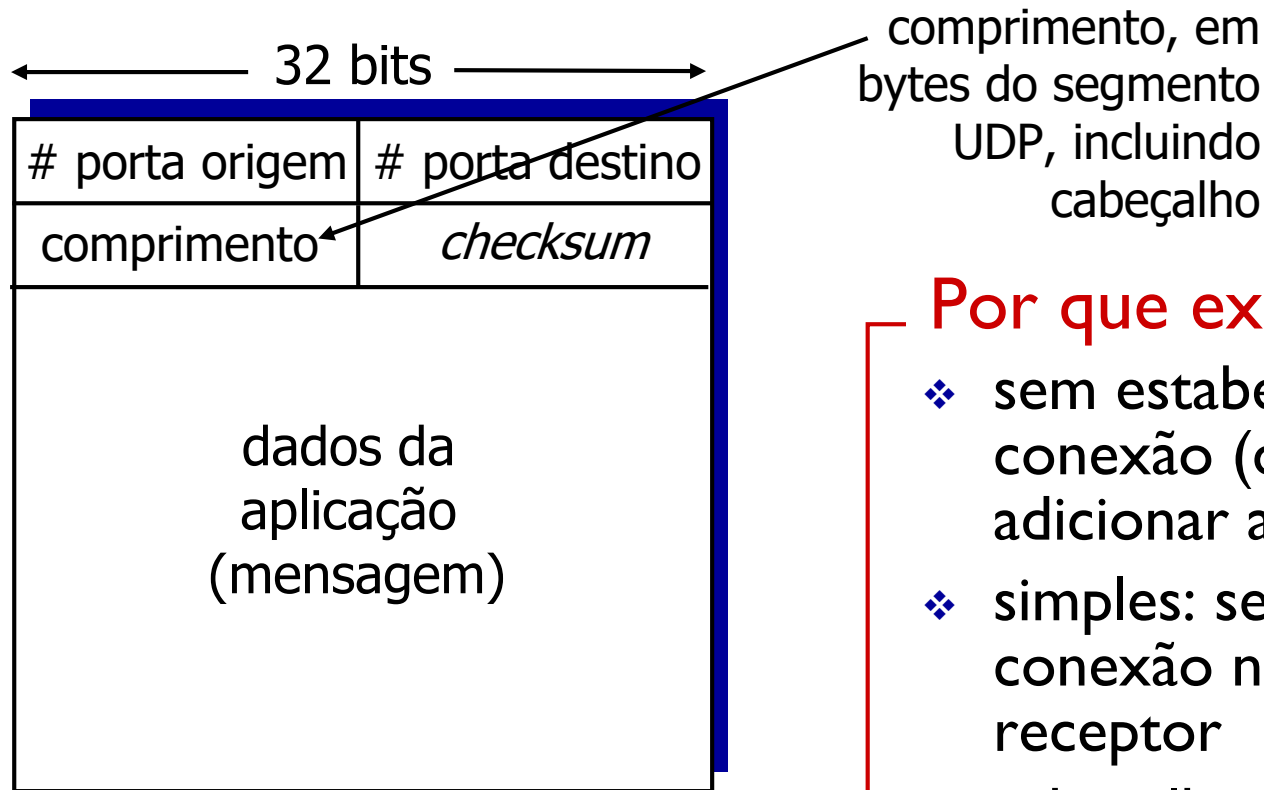 32 bits
# porta origem
# porta destino
comprimento
checksum
dados da
aplicação
(mensagem)
comprimento, em
bytes do segmento
UDP, incluindo
cabeçalho
Por que ex
sem estabe
conexão (
adicionar a
simples: se
conexão n
receptor